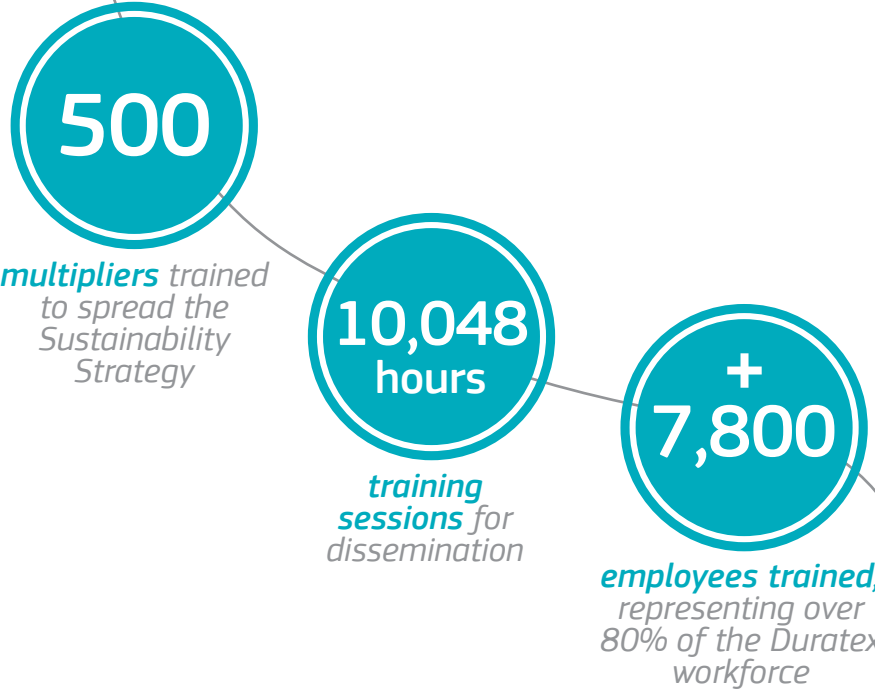 500
multipliers trained
to spread the
Sustainability
Strategy
10,048
hours
training
sessions for
dissemination
+
7,800
employees trained,
representing over
80% of the Duratex
workforce